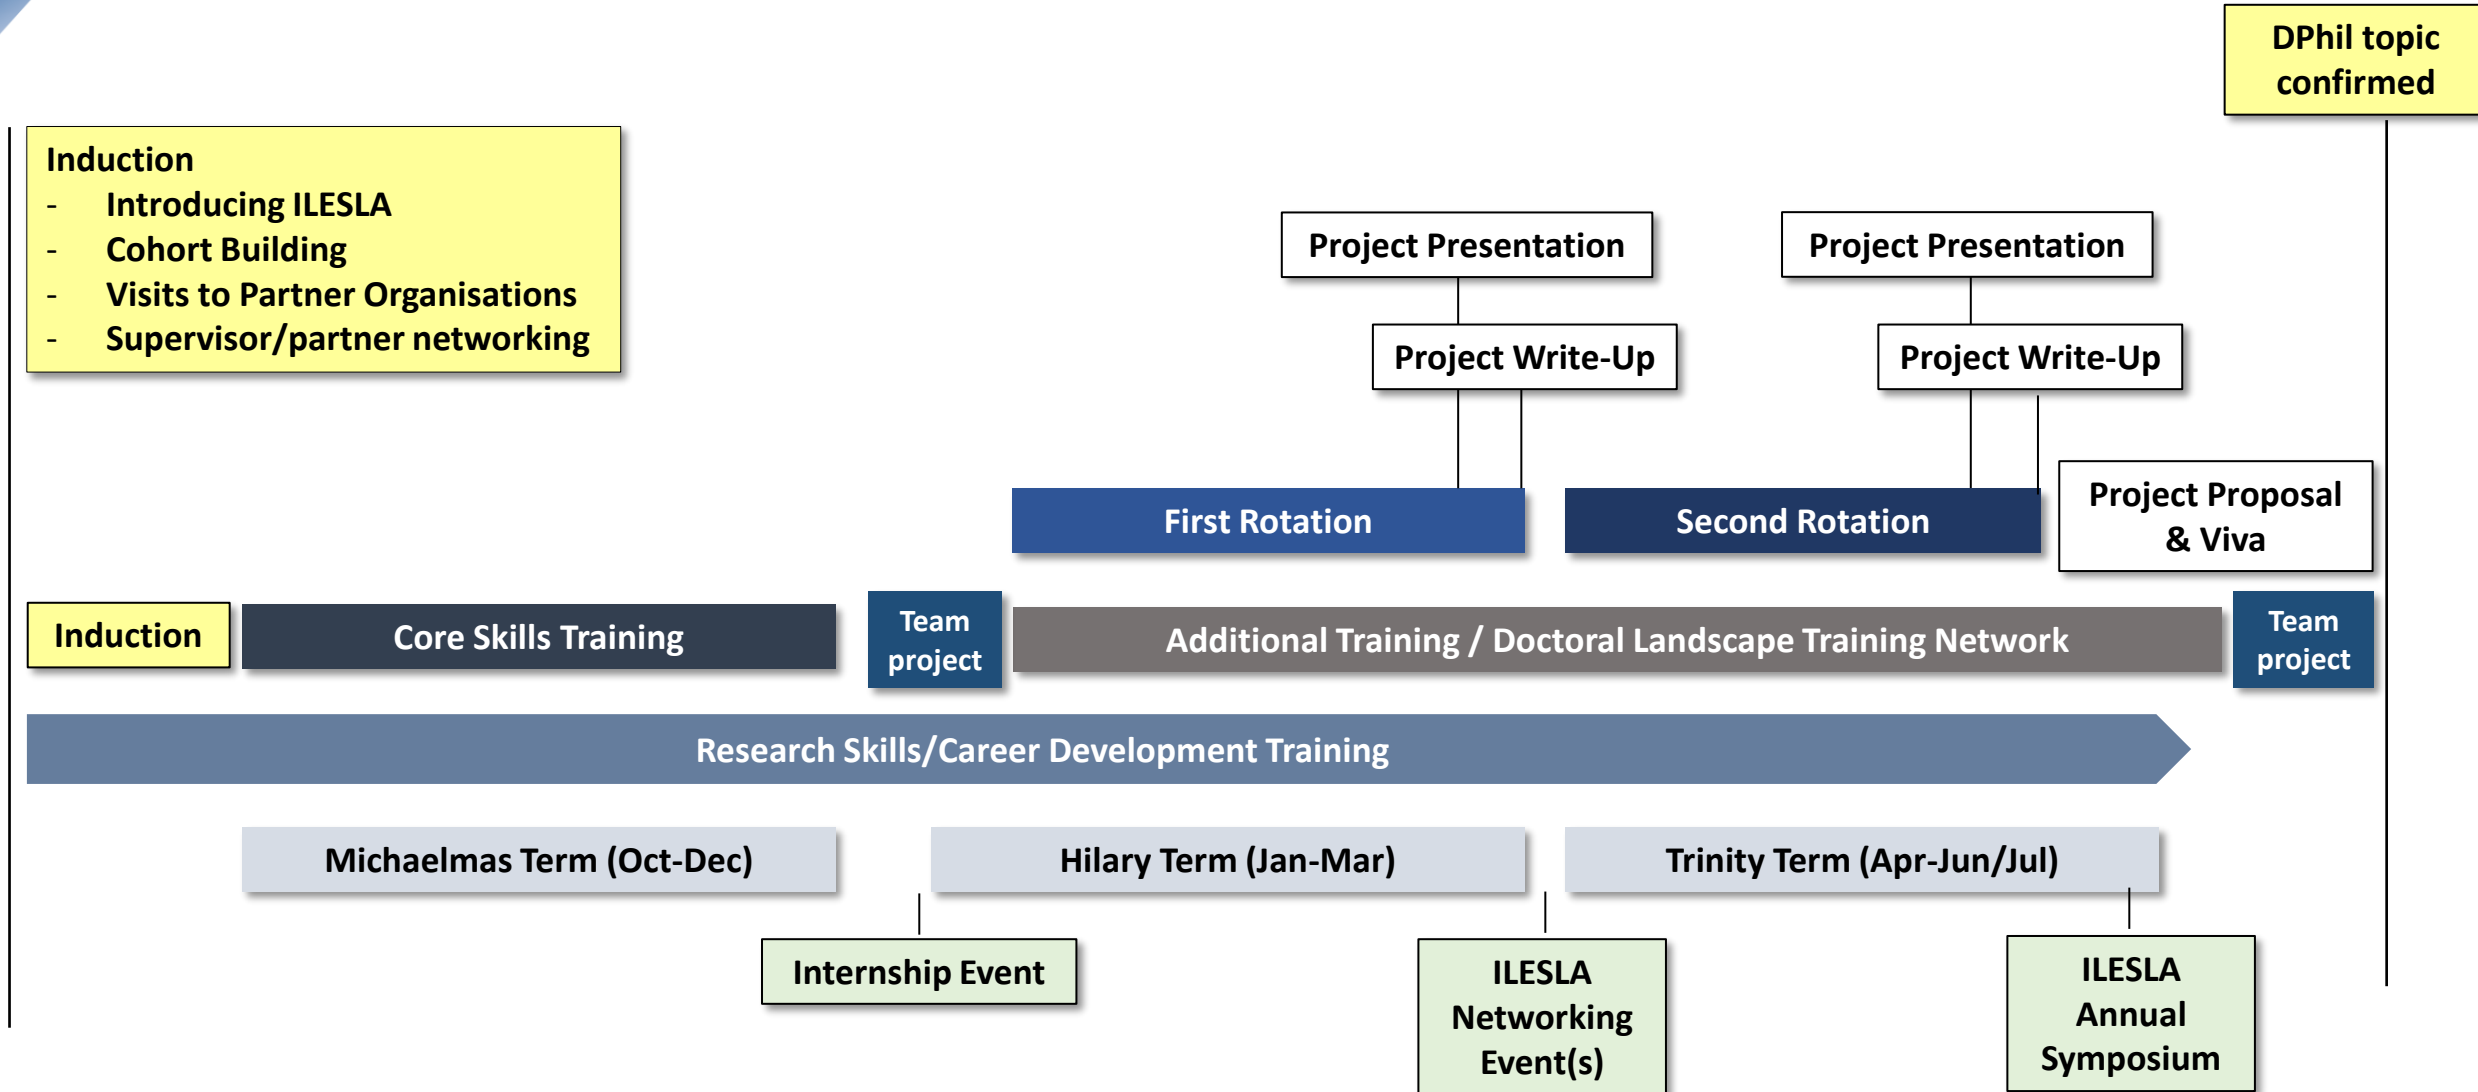 DPhil topic
confirmed
Induction
- Introducing ILESLA
- Cohort Building
- Visits to Partner Organisations
- Supervisor/partner networking
Project Presentation
Project Presentation
Project Write-Up
Project Write-Up
First Rotation
Second Rotation
Project Proposal
& Viva
Induction
Core Skills Training
Team
project
Additional Training / Doctoral Landscape Training Network
Team
project
Research Skills/Career Development Training
Michaelmas Term (Oct-Dec)
Hilary Term (Jan-Mar)
Trinity Term (Apr-Jun/Jul)
Internship Event
ILESLA
Networking
Event(s)
ILESLA
Annual
Symposium